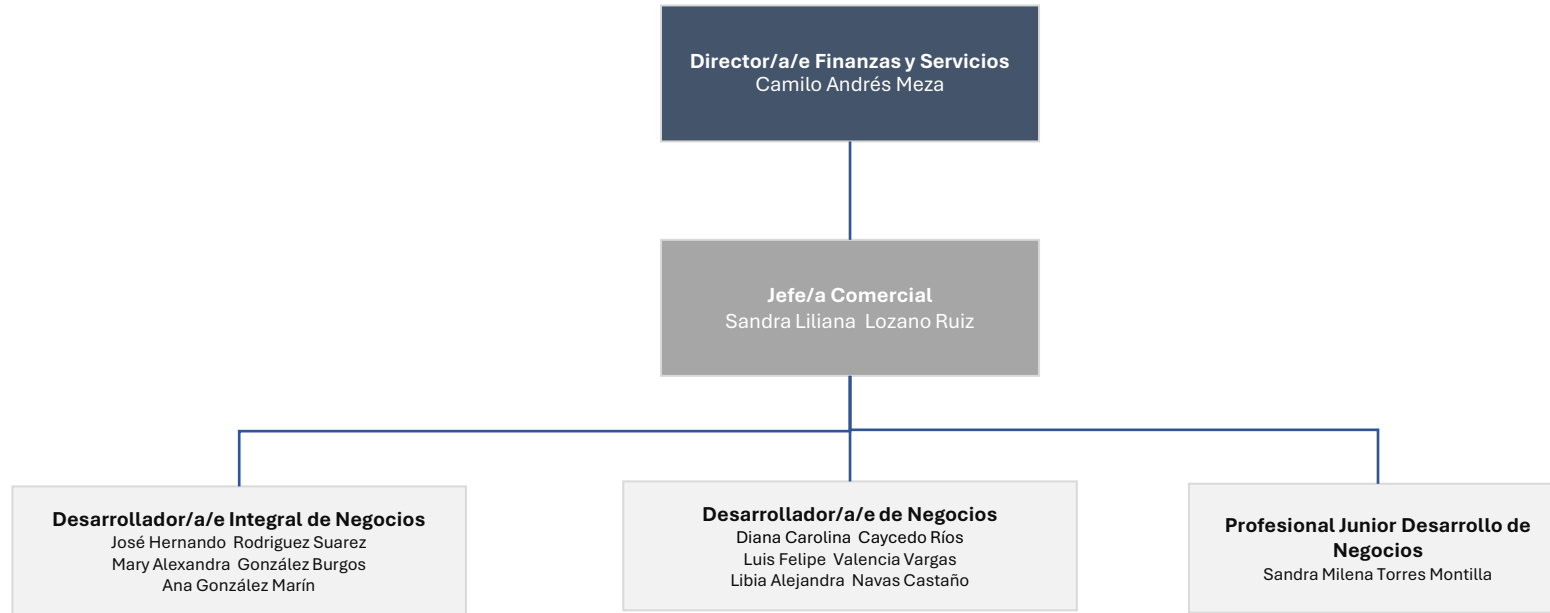 Director/a/e Finanzas y Servicios
Camilo Andrés Meza
Jefe/a Comercial
Sandra Liliana Lozano Ruiz
Desarrollador/a/e Integral de Negocios
José Hernando Rodriguez Suarez
Mary Alexandra González Burgos
Ana González Marín
Desarrollador/a/e de Negocios
Diana Carolina Caycedo Ríos
Luis Felipe Valencia Vargas
Libia Alejandra Navas Castaño
Profesional Junior Desarrollo de
Negocios
Sandra Milena Torres Montilla